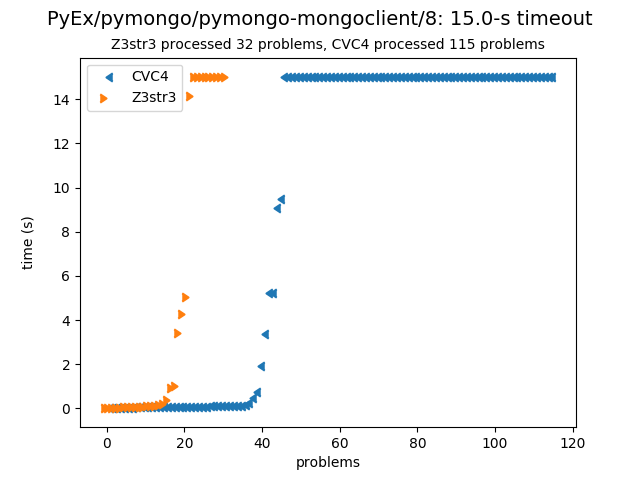 PyEx/pymongo/pymongo-mongoclient/8: 15.0-s timeout
Z3str3 processed 32 problems, CVC4 processed 115 problems
CVC4
Z3str3
14
12
10
8
6
4
2
0
time (s)
0 20 40 60 80 100 120
problems